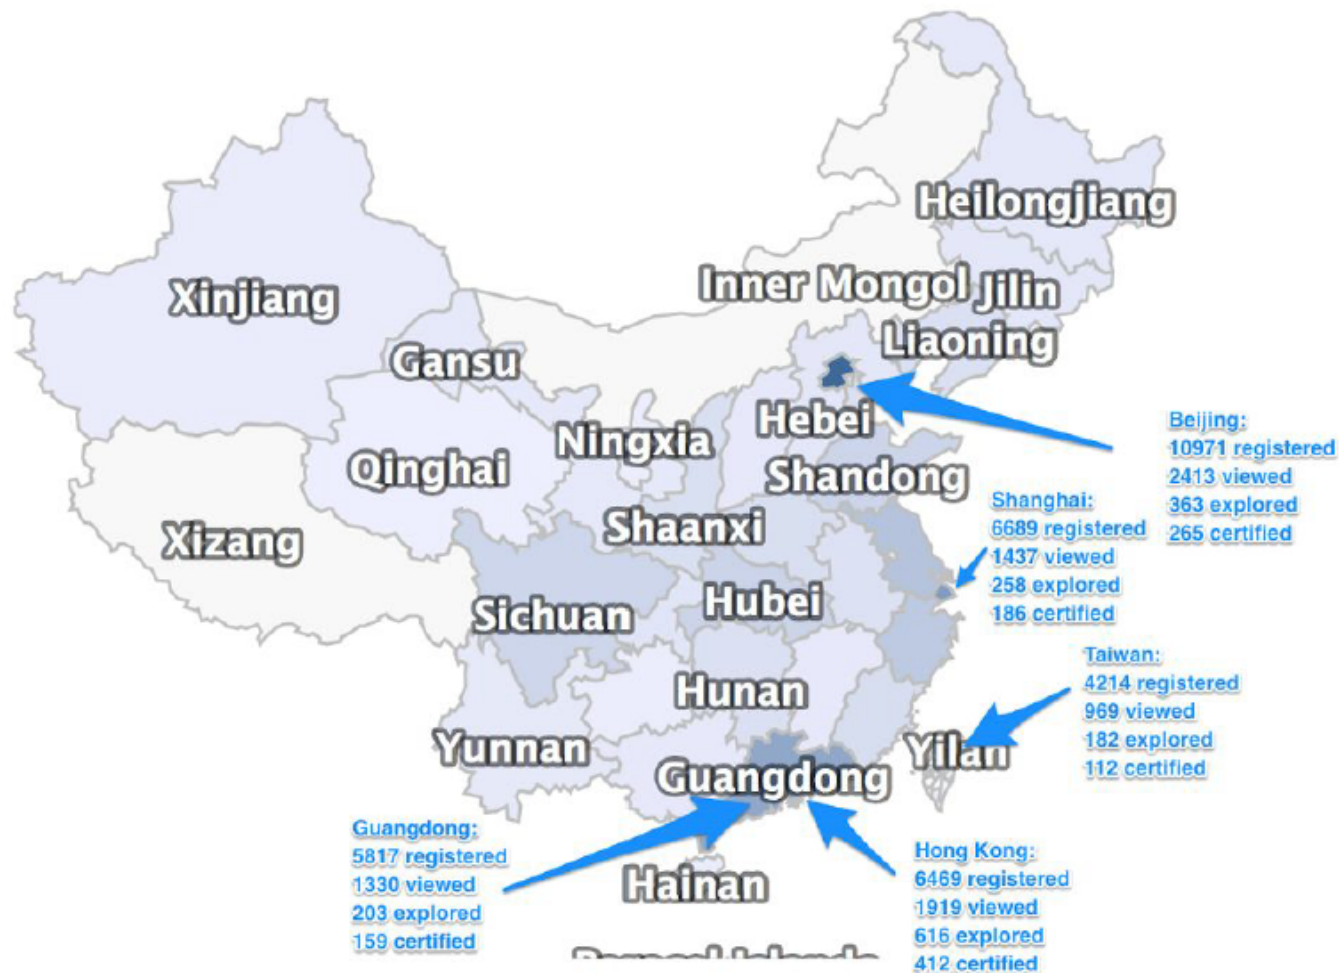 Heilongjiang
Inner Mongol
Jilin
Xinjiang
Liaoning
Gansu
Hebei
Ningxia
Qinghai
Shandong
Shaanxi
Xizang
Hubei
Sichuan
Hunan
Yunnan
Yilan
Guangdong
Hainan
Beijing:
10971 registered
2413 viewed
363 explored
265 certified
Shanghai:
6689 registered
1437 viewed
258 explored
186 certified
Taiwan:
4214 registered
969 viewed
182 explored
112 certified
Guangdong:
5817 registered
1330 viewed
203 explored
159 certified
Hong Kong:
6469 registered
1919 viewed
616 explored
412 certified